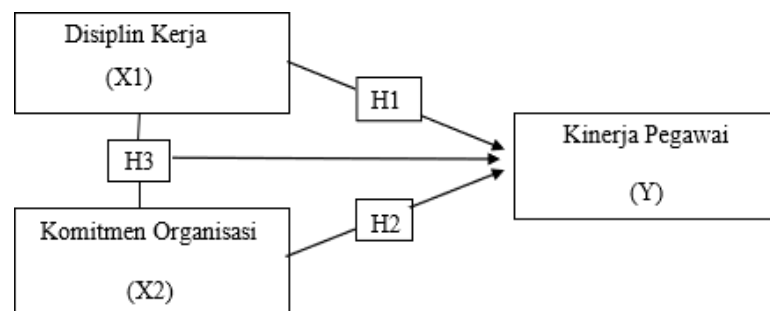 Disiplin Kerja
(X1)
H1
Kinerja Pegawai
(Y)
H3
Komitmen Organisasi
(X2)
H2